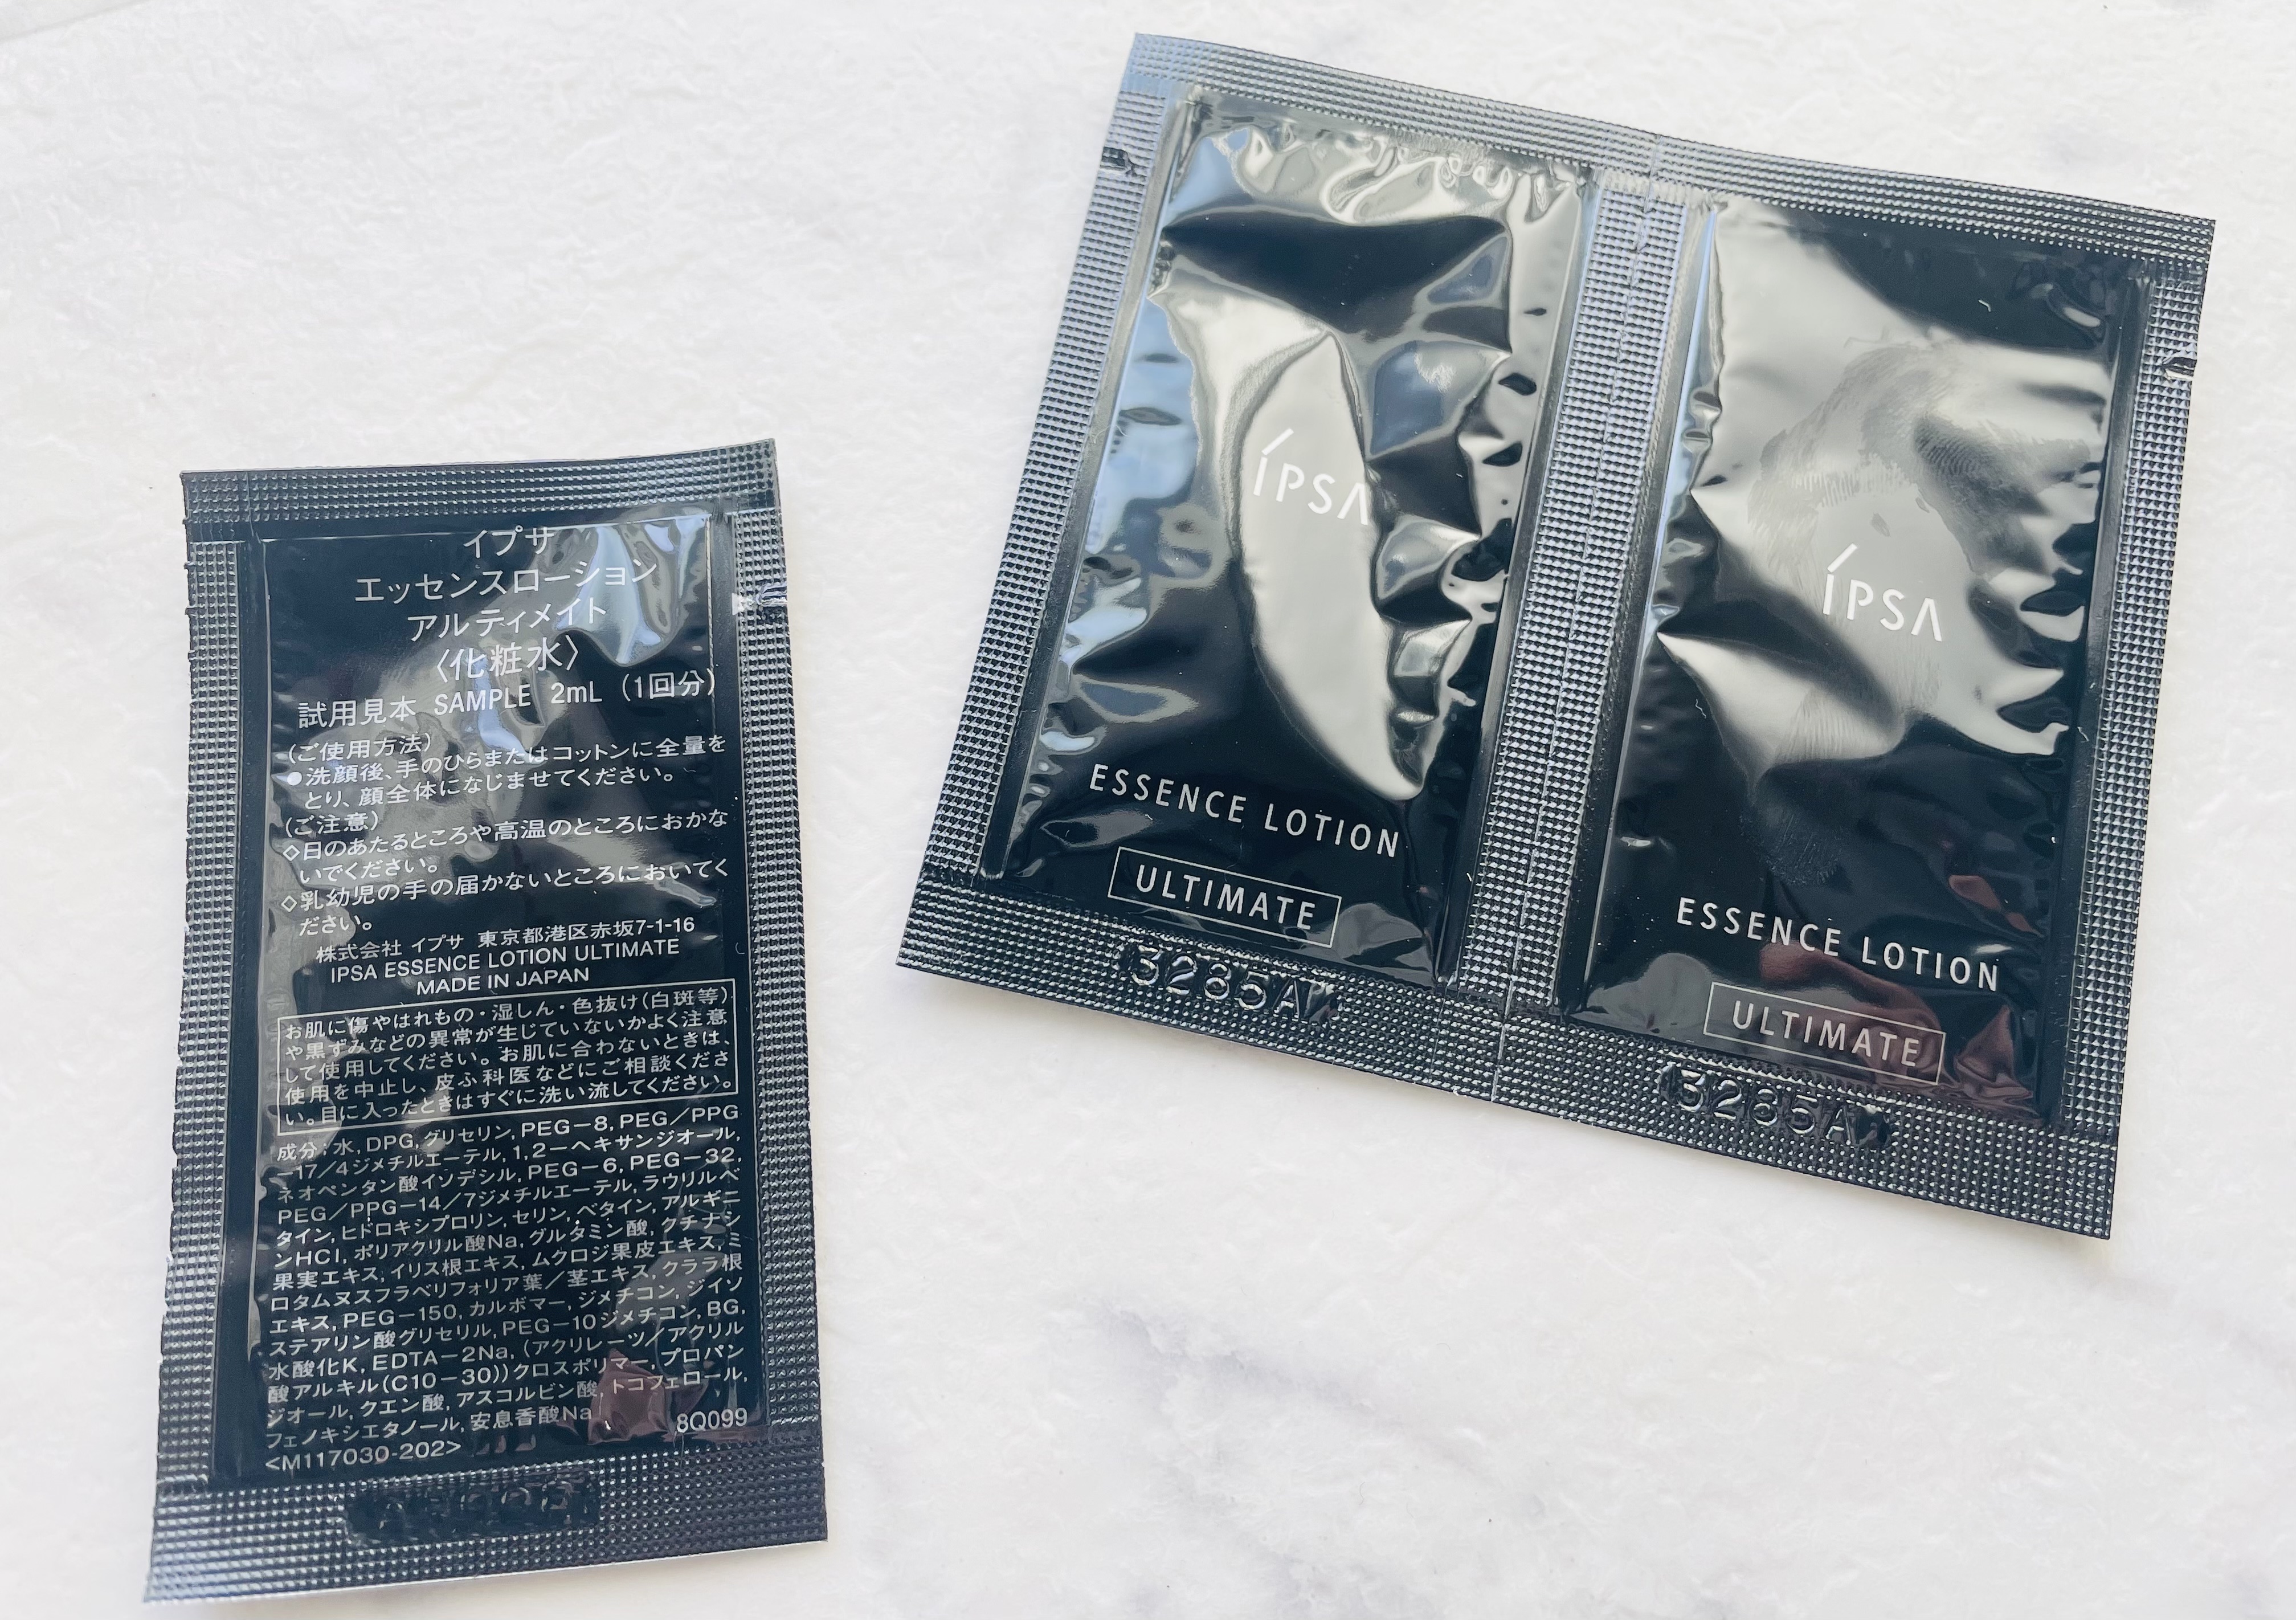 イプサ
エッセンスローション
アルティメイト
〈化粧水〉
試用見本 SAMPLE 2mL (1回分)
(ご使用方法)
●洗顔後、手のひらまたはコットンに全量を
とり、顔全体になじませてください。
(ご注意)
◇日のあたるところや高温のところにおかな
いでください。
◇乳幼児の手の届かないところにおいてく
ださい。
株式会社 イプサ 東京都港区赤坂7-1-16
IPSA ESSENCE LOTION ULTIMATE
MADE IN JAPAN
お肌に傷やはれもの・湿しん・色抜け(白斑等)
や黒ずみなどの異常が生じていないかよく注意
して使用してください。お肌に合わないときは、
使用を中止し、皮ふ科医などにご相談くださ
い。目に入ったときはすぐに洗い流してください。
成分:水, DPG, グリセリン, PEG-8, PEG/PPG
-17/4ジメチルエーテル, 1,2-ヘキサンジオール,
ネオペンタン酸イソデシル, PEG-6, PEG-32,
PEG/PPG-14/7ジメチルエーテル, ラウリルベ
タイン, ヒドロキシプロリン, セリン, ベタイン, アルギニ
ンHCl, ポリアクリル酸Na, グルタミン酸, クチナシ
果実エキス, イリス根エキス, ムクロジ果皮エキス, ミ
ロタムヌスフラベリフォリア葉/茎エキス, クララ根
エキス, PEG-150, カルボマー, ジメチコン, ジイソ
ステアリン酸グリセリル, PEG-10ジメチコン, BG,
水酸化K, EDTA-2Na, (アクリレーツ/アクリル
酸アルキル(C10-30))クロスポリマー, プロパン
ジオール, クエン酸, アスコルビン酸, トコフェロール,
フェノキシエタノール, 安息香酸Na
8Q099
<M117030-202>
IPSA
ESSENCE LOTION
ULTIMATE
3285A
IPSA
ESSENCE LOTION
ULTIMATE
3285A